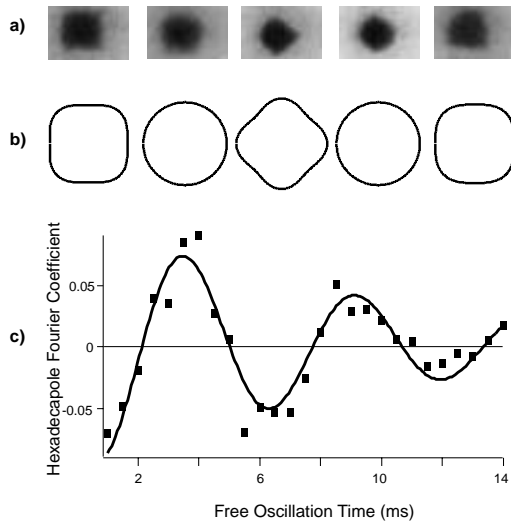 a)
b)
c)
Hexadecapole Fourier Coefficient
0.05
0
-0.05
2
6
10
14
Free Oscillation Time (ms)